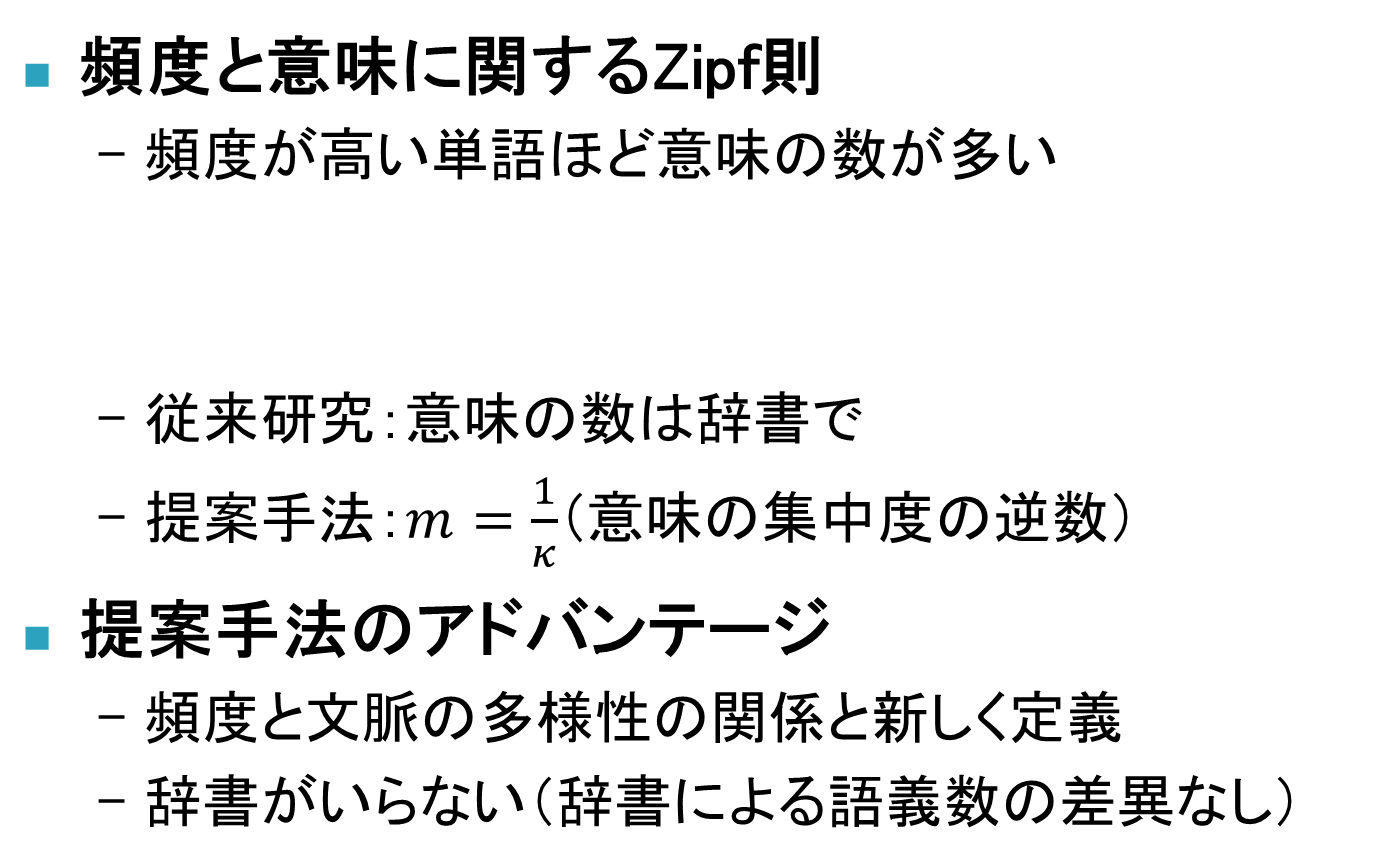 ■ 頻度と意味に関するZipf則
– 頻度が高い単語ほど意味の数が多い
– 従来研究：意味の数は辞書で
– 提案手法：m = 1/κ（意味の集中度の逆数）
■ 提案手法のアドバンテージ
– 頻度と文脈の多様性の関係と新しく定義
– 辞書がいらない（辞書による語義数の差異なし）